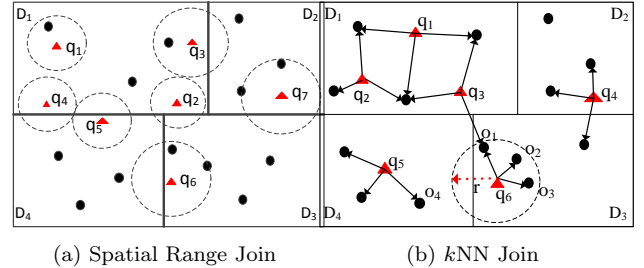 D₁ D₂ D₁ D₂
q₁ q₃ q₁
q₇
q₄ q₂ q₂ q₃ q₄
q₅
o₁
o₂
q₅
q₆ r o₃
o₄ q₆
D₄ D₃ D₄ D₃
(a) Spatial Range Join (b) kNN Join